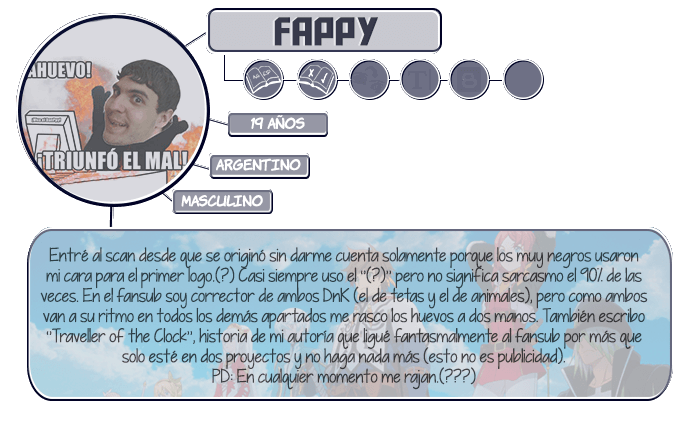 FAPPY
¡AHUEVO!
¡TRIUNFÓ EL MAL!
19 AÑOS
ARGENTINO
MASCULINO
Entré al scan desde que se originó sin darme cuenta solamente porque los muy negros usaron
mi cara para el primer logo.(?) Casi siempre uso el "(?)" pero no significa sarcasmo el 90% de las
veces. En el fansub soy corrector de ambos DnK (el de tetas y el de animales), pero como ambos
van a su ritmo en todos los demás apartados me rasco los huevos a dos manos. También escribo
"Traveller of the Clock", historia de mi autoría que ligué fantasmalmente al fansub por más que
solo esté en dos proyectos y no haga nada más (esto no es publicidad).
PD: En cualquier momento me rajan.(???)